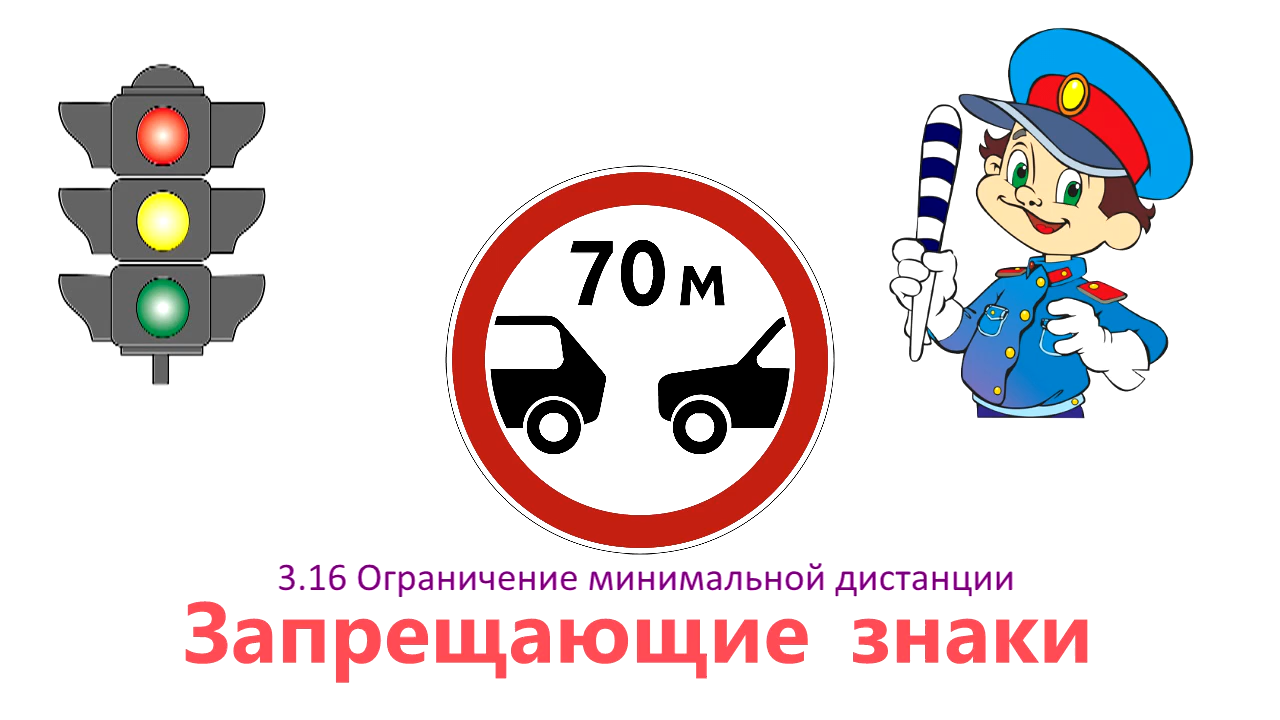 70 м
3.16 Ограничение минимальной дистанции
Запрещающие знаки